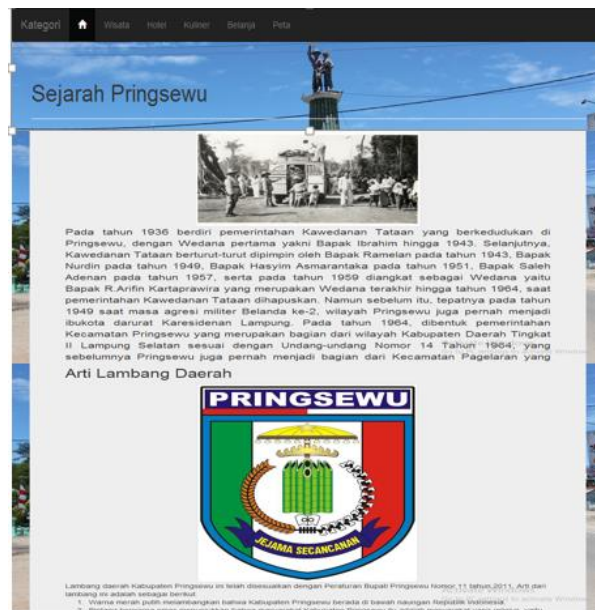 Kategori Wisata Hotel Kuliner Belanja Peta
Sejarah Pringsewu
Pada tahun 1936 berdiri pemerintahan Kawedanan Tataan yang berkedudukan di
Pringsewu, dengan Wedana pertama yakni Bapak Ibrahim hingga 1943. Selanjutnya,
Kawedanan Tataan berturut-turut dipimpin oleh Bapak Ramelan pada tahun 1943, Bapak
Nurdin pada tahun 1949, Bapak Hasyim Asmarantaka pada tahun 1951, Bapak Saleh
Adenan pada tahun 1957, serta pada tahun 1959 diangkat sebagai Wedana yaitu
Bapak R.Arifin Kartaprawira yang merupakan Wedana terakhir hingga tahun 1964, saat
pemerintahan Kawedanan Tataan dihapuskan. Namun sebelum itu, tepatnya pada tahun
1949 saat masa agresi militer Belanda ke-2, wilayah Pringsewu juga pernah menjadi
ibukota darurat Karesidenan Lampung. Pada tahun 1964, dibentuk pemerintahan
Kecamatan Pringsewu yang merupakan bagian dari wilayah Kabupaten Daerah Tingkat
II Lampung Selatan sesuai dengan Undang-undang Nomor 14 Tahun 1964, yang
sebelumnya Pringsewu juga pernah menjadi bagian dari Kecamatan Pagelaran yang
Arti Lambang Daerah
PRINGSEWU
JEJAMA SECANCANAN
Lambang daerah Kabupaten Pringsewu ini telah disesuaikan dengan Peraturan Bupati Pringsewu Nomor 11 tahun 2011, Arti dari
lambang ini adalah sebagai berikut
1. Warna merah putih melambangkan bahwa Kabupaten Pringsewu berada di bawah naungan Republik Indonesia.